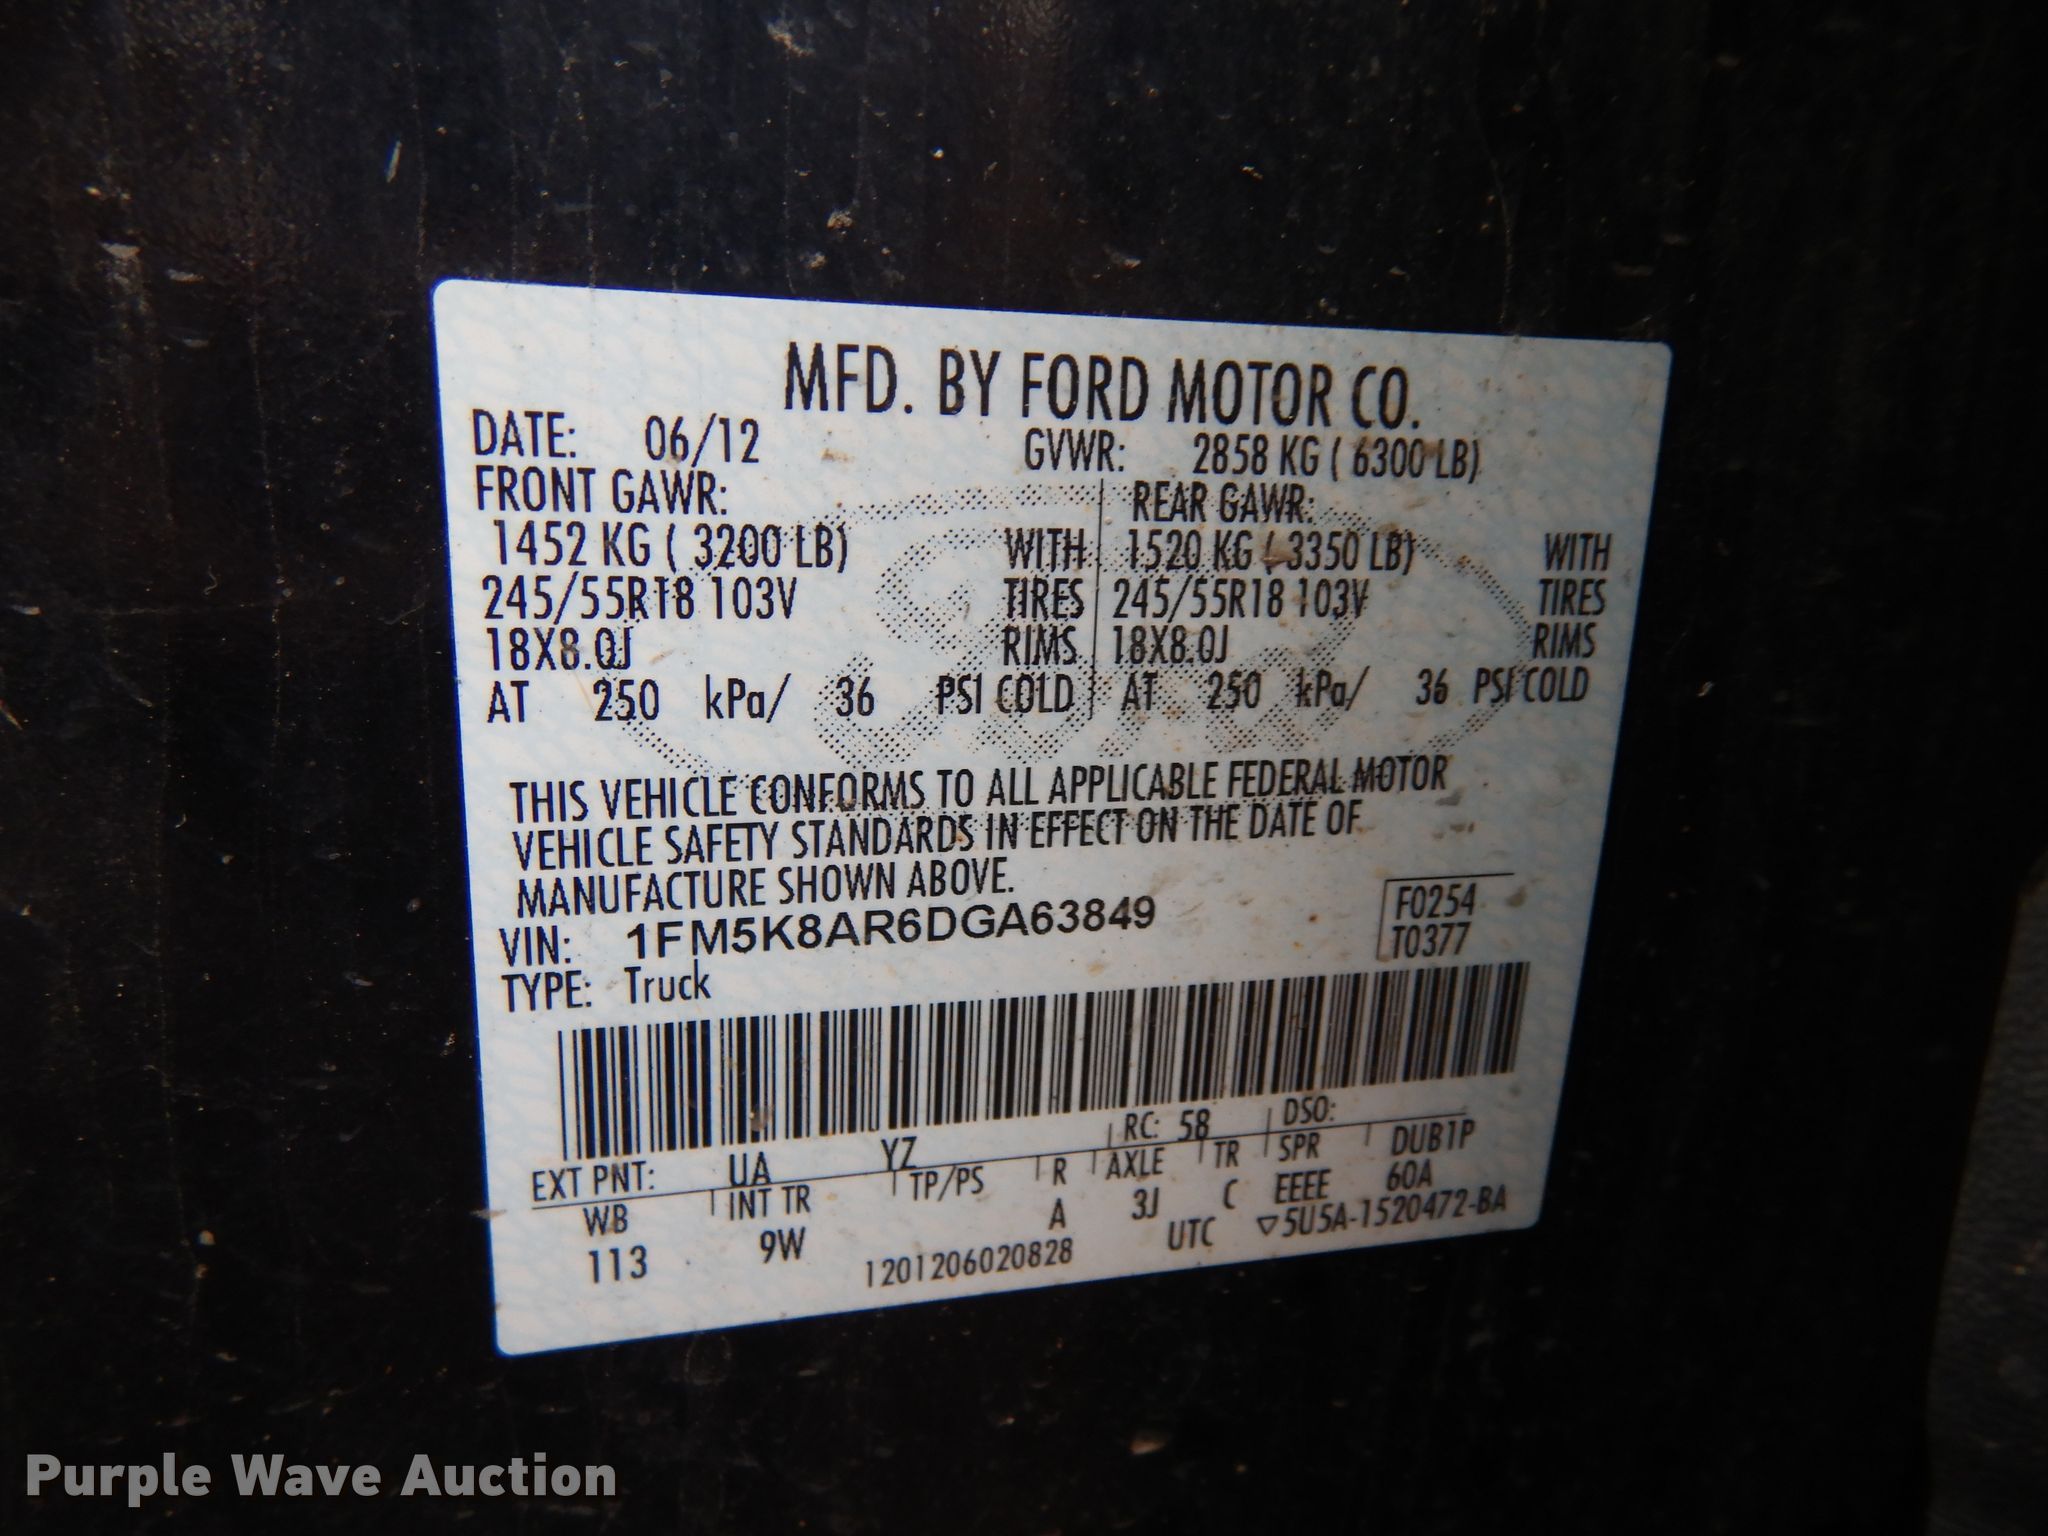 MFD. BY FORD MOTOR CO.
DATE: 06/12 GVWR: 2858 KG ( 6300 LB)
FRONT GAWR: REAR GAWR:
1452 KG ( 3200 LB) WITH 1520 KG ( 3350 LB) WITH
245/55R18 103V TIRES 245/55R18 103V TIRES
18X8.0J RIMS 18X8.0J RIMS
AT 250 kPa/ 36 PSI COLD AT 250 kPa/ 36 PSI COLD
THIS VEHICLE CONFORMS TO ALL APPLICABLE FEDERAL MOTOR
VEHICLE SAFETY STANDARDS IN EFFECT ON THE DATE OF
MANUFACTURE SHOWN ABOVE.
VIN: 1FM5K8AR6DGA63849 F0254
TYPE: Truck T0377
EXT PNT: UA YZ RC: 58 DSO:
WB INT TR TP/PS R AXLE TR SPR DUB1P
113 9W A 3J C EEEE 60A
1201206020828 UTC ▽5U5A-1520472-BA
Purple Wave Auction